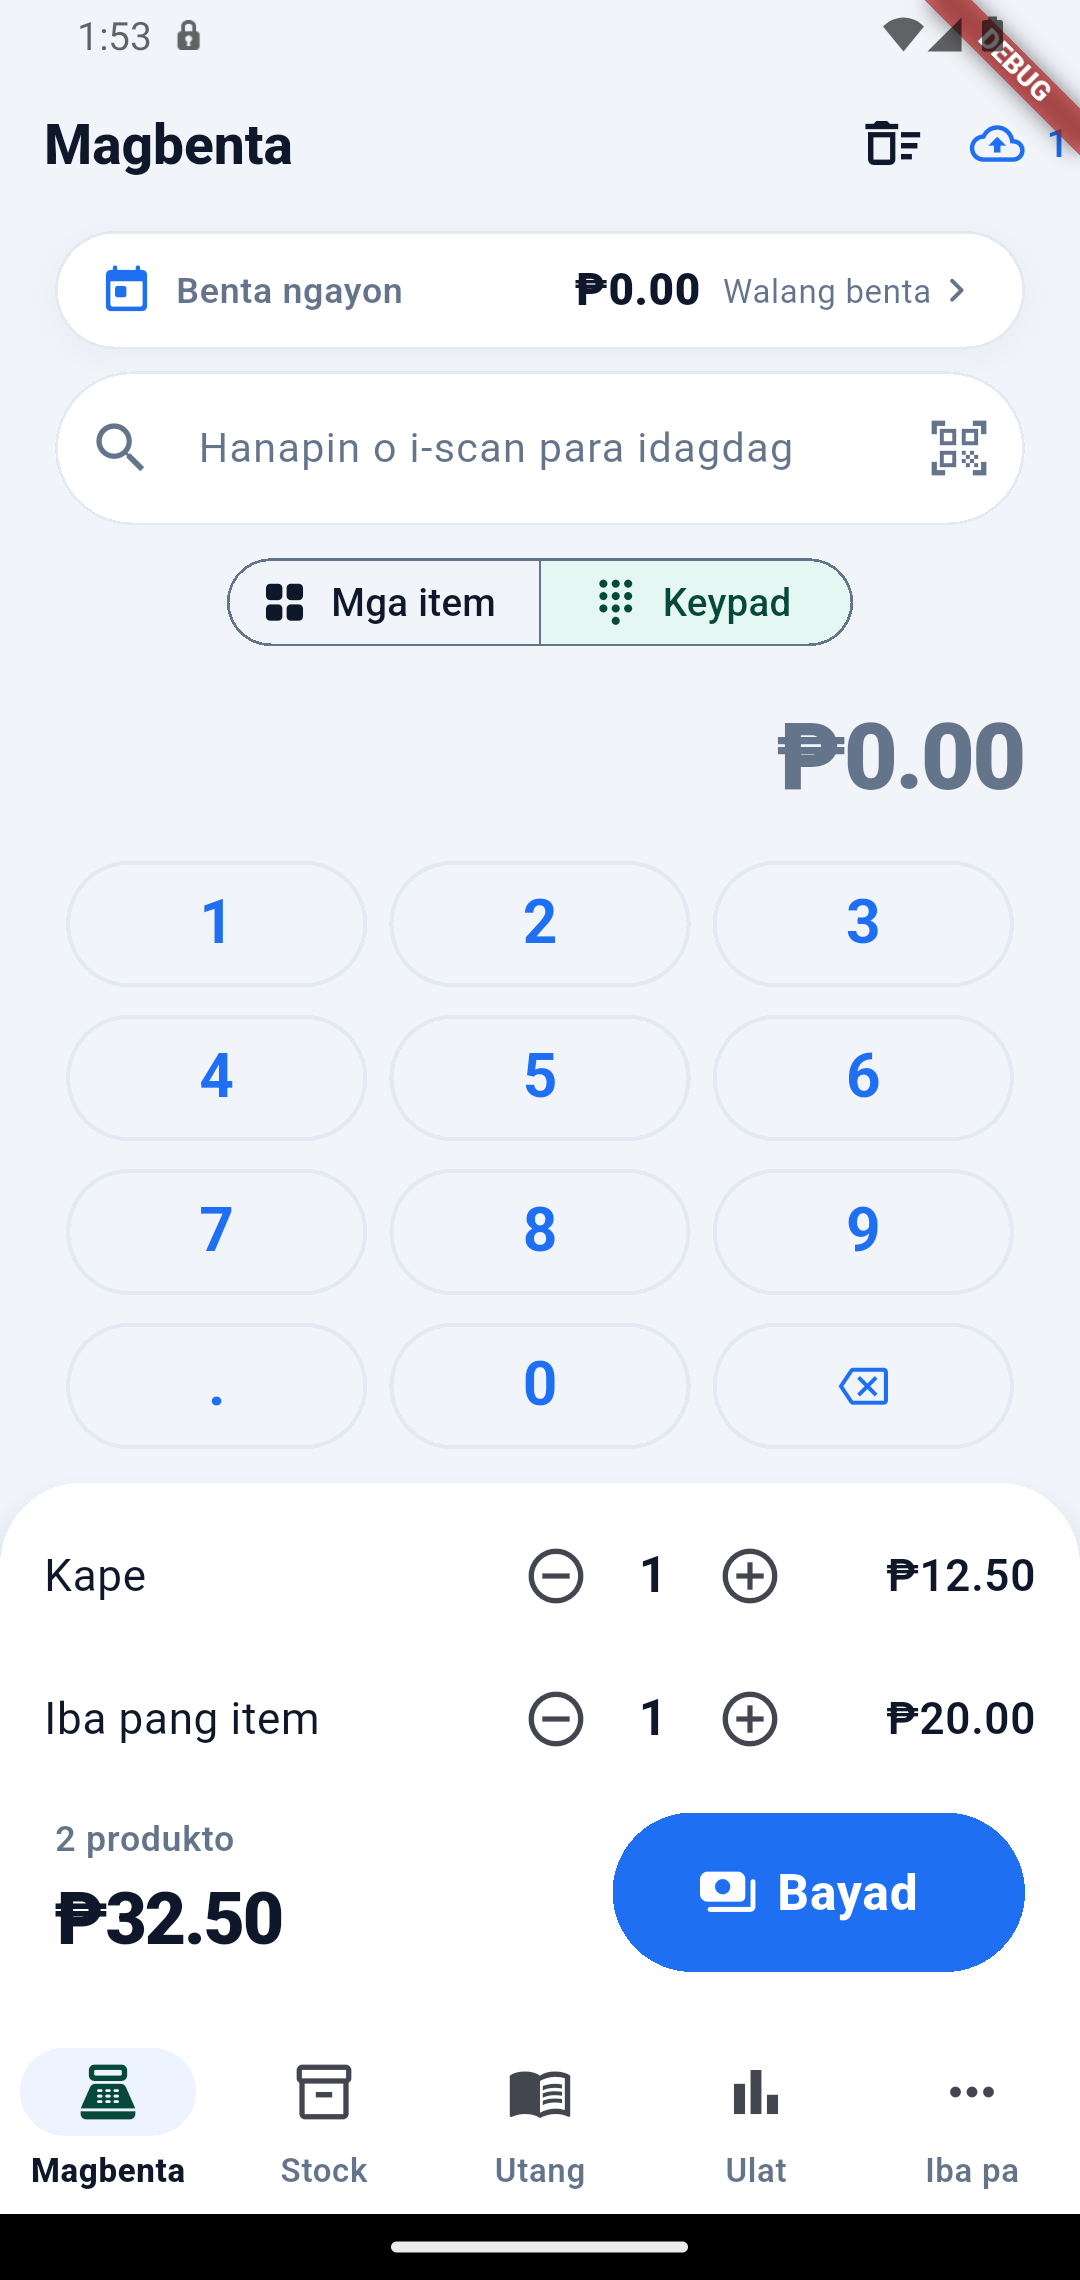 1:53
DEBUG
Magbenta
1
Benta ngayon ₱0.00 Walang benta
Hanapin o i-scan para idagdag
Mga item Keypad
₱0.00
1 2 3
4 5 6
7 8 9
. 0
Kape 1 ₱12.50
Iba pang item 1 ₱20.00
2 produkto
₱32.50
Bayad
Magbenta Stock Utang Ulat Iba pa